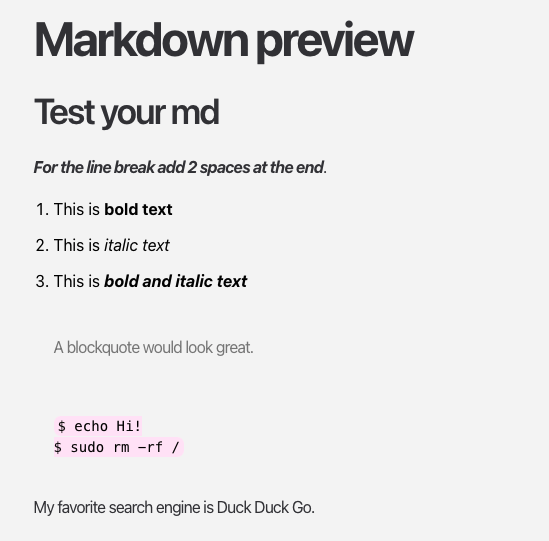 Markdown preview
Test your md
For the line break add 2 spaces at the end.
1. This is bold text
2. This is italic text
3. This is bold and italic text
A blockquote would look great.
$ echo Hi!
$ sudo rm -rf /
My favorite search engine is Duck Duck Go.